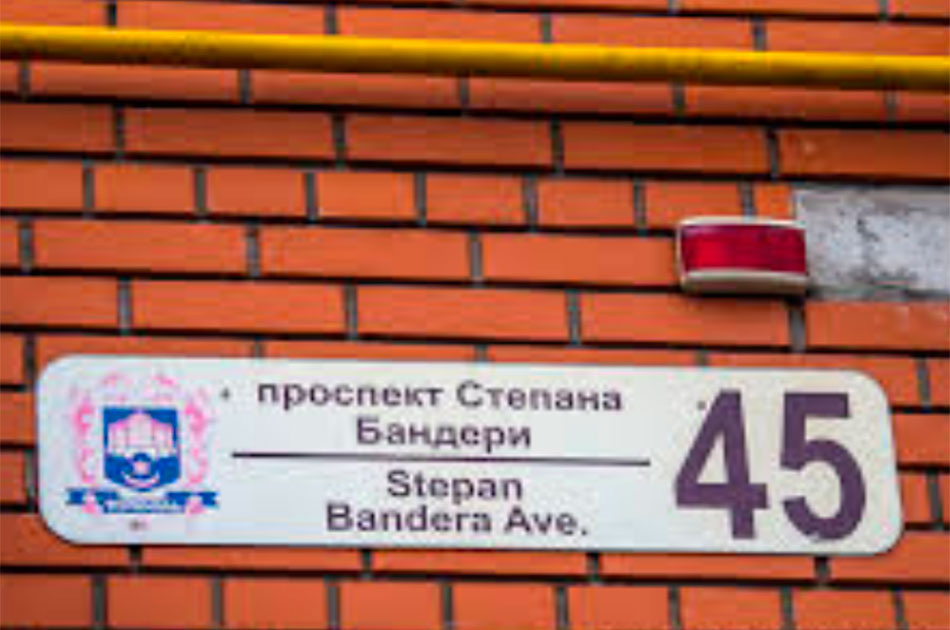 проспект Степана
Бандери
Stepan
Bandera Ave.
45